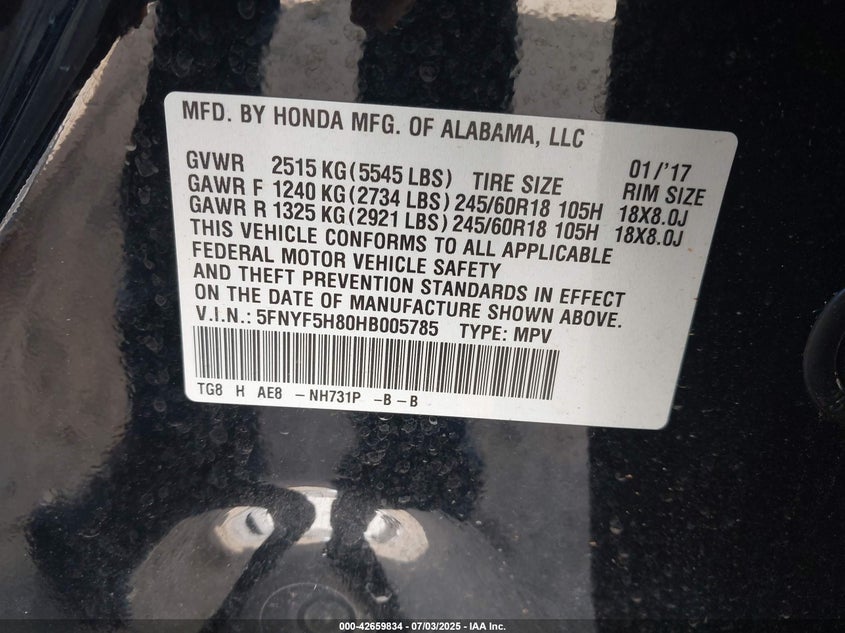 MFD. BY HONDA MFG. OF ALABAMA, LLC
GVWR 2515 KG (5545 LBS) TIRE SIZE 01/'17 RIM SIZE
GAWR F 1240 KG (2734 LBS) 245/60R18 105H 18X8.0J
GAWR R 1325 KG (2921 LBS) 245/60R18 105H 18X8.0J
THIS VEHICLE CONFORMS TO ALL APPLICABLE
FEDERAL MOTOR VEHICLE SAFETY
AND THEFT PREVENTION STANDARDS IN EFFECT
ON THE DATE OF MANUFACTURE SHOWN ABOVE.
V.I.N.: 5FNYF5H80HB005785 TYPE: MPV
TG8 H AE8 -NH731P -B -B
000-42659834 - 07/03/2025 - IAA Inc.